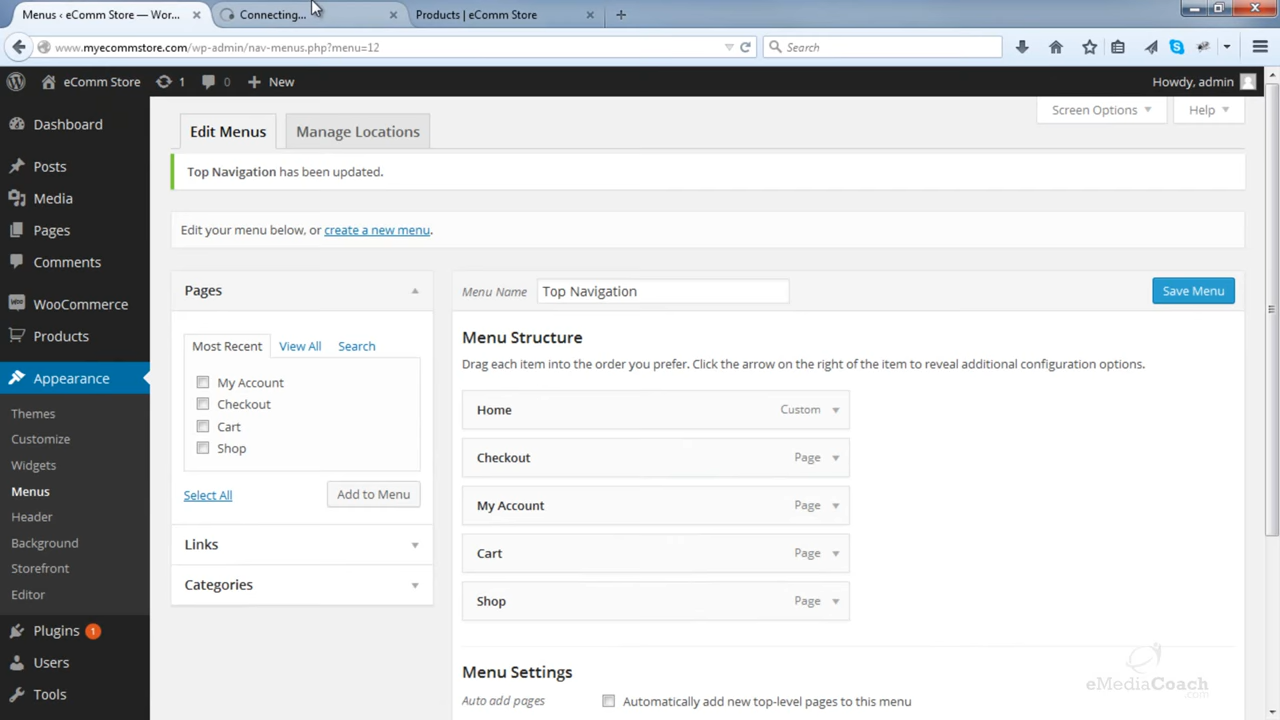 Menus ‹ eComm Store — Wor...
Connecting...
Products | eComm Store
www.myecommstore.com/wp-admin/nav-menus.php?menu=12
Search
eComm Store
1
0
New
Howdy, admin
Dashboard
Posts
Media
Pages
Comments
WooCommerce
Products
Appearance
Themes
Customize
Widgets
Menus
Header
Background
Storefront
Editor
Plugins 1
Users
Tools
Screen Options
Help
Edit Menus
Manage Locations
Top Navigation has been updated.
Edit your menu below, or create a new menu.
Pages
Most Recent
View All
Search
My Account
Checkout
Cart
Shop
Select All
Add to Menu
Links
Categories
Menu Name
Top Navigation
Save Menu
Menu Structure
Drag each item into the order you prefer. Click the arrow on the right of the item to reveal additional configuration options.
Home Custom
Checkout Page
My Account Page
Cart Page
Shop Page
Menu Settings
Auto add pages
Automatically add new top-level pages to this menu
eMediaCoach
.com